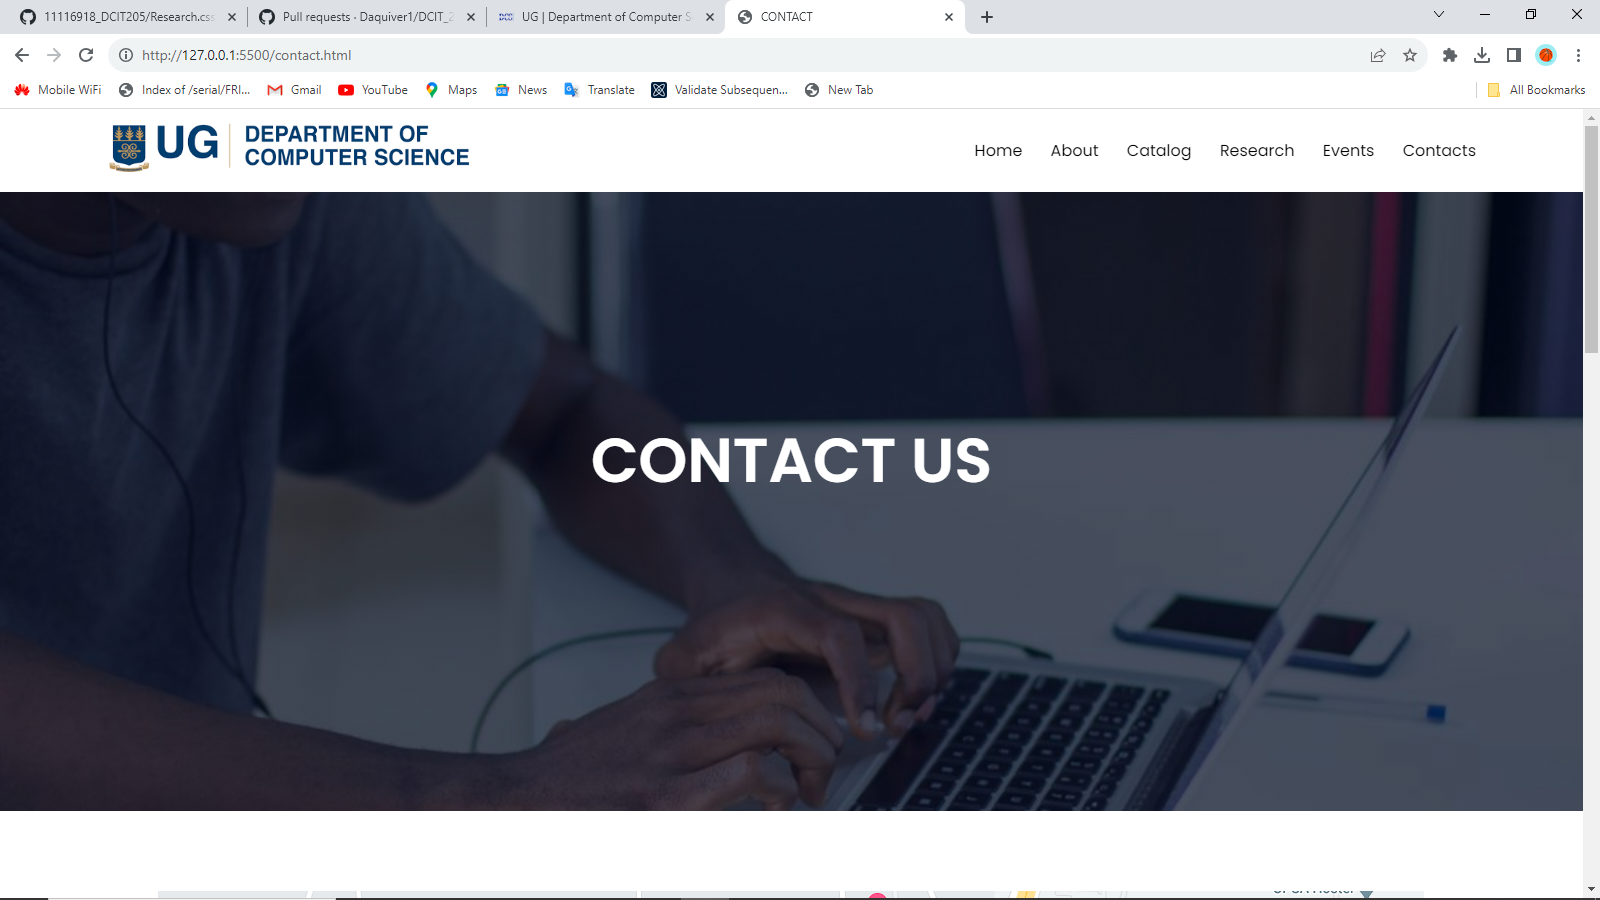 11116918_DCIT205/Research.css
Pull requests · Daquiver1/DCIT_2
UG | Department of Computer S
CONTACT
http://127.0.0.1:5500/contact.html
Mobile WiFi
Index of /serial/FRI...
Gmail
YouTube
Maps
News
Translate
Validate Subsequen...
New Tab
All Bookmarks
UG
DEPARTMENT OF
COMPUTER SCIENCE
Home
About
Catalog
Research
Events
Contacts
CONTACT US